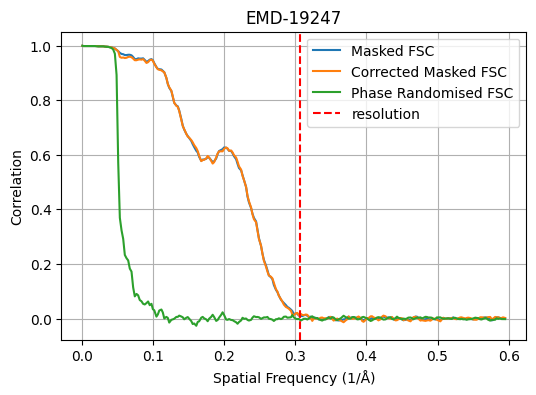 EMD-19247
Masked FSC
Corrected Masked FSC
Phase Randomised FSC
resolution
Correlation
1.0
0.8
0.6
0.4
0.2
0.0
0.0 0.1 0.2 0.3 0.4 0.5 0.6
Spatial Frequency (1/Å)